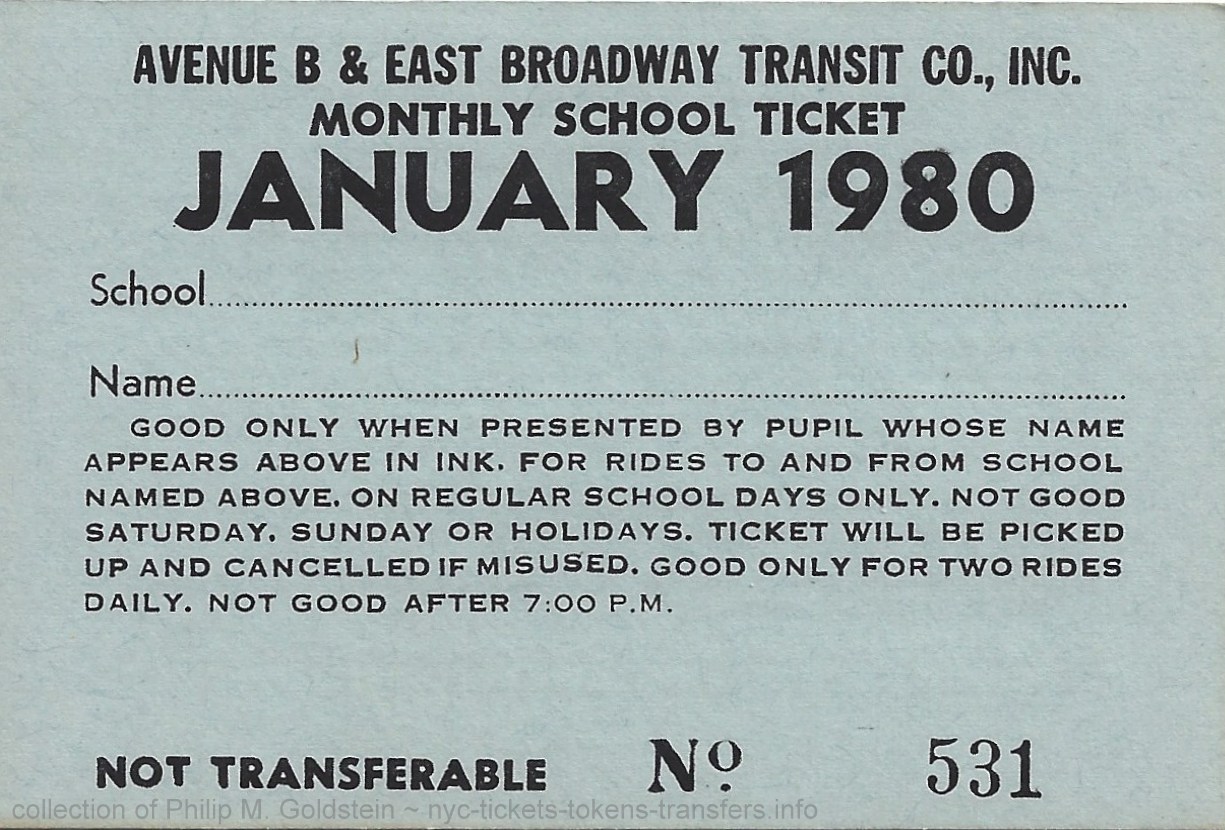 AVENUE B & EAST BROADWAY TRANSIT CO., INC.
MONTHLY SCHOOL TICKET
JANUARY 1980
School
Name
GOOD ONLY WHEN PRESENTED BY PUPIL WHOSE NAME
APPEARS ABOVE IN INK. FOR RIDES TO AND FROM SCHOOL
NAMED ABOVE. ON REGULAR SCHOOL DAYS ONLY. NOT GOOD
SATURDAY. SUNDAY OR HOLIDAYS. TICKET WILL BE PICKED
UP AND CANCELLED IF MISUSED. GOOD ONLY FOR TWO RIDES
DAILY. NOT GOOD AFTER 7:00 P.M.
NOT TRANSFERABLE Nº 531
collection of Philip M. Goldstein ~ nyc-tickets-tokens-transfers.info